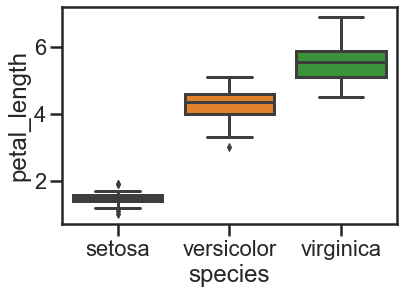 petal_length
6
4
2
setosa versicolor virginica
species